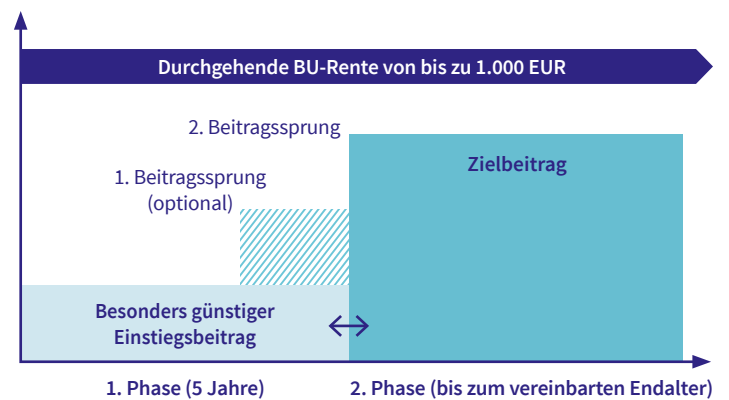 Durchgehende BU-Rente von bis zu 1.000 EUR
2. Beitragssprung
Zielbeitrag
1. Beitragssprung
(optional)
Besonders günstiger
Einstiegsbeitrag
1. Phase (5 Jahre)
2. Phase (bis zum vereinbarten Endalter)